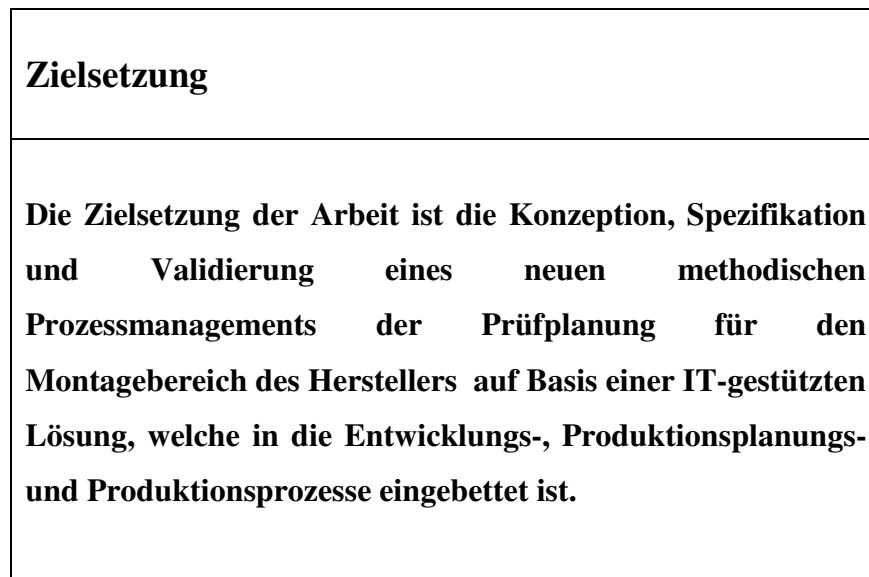 Zielsetzung
Die Zielsetzung der Arbeit ist die Konzeption, Spezifikation
und Validierung eines neuen methodischen
Prozessmanagements der Prüfplanung für den
Montagebereich des Herstellers auf Basis einer IT-gestützten
Lösung, welche in die Entwicklungs-, Produktionsplanungs-
und Produktionsprozesse eingebettet ist.